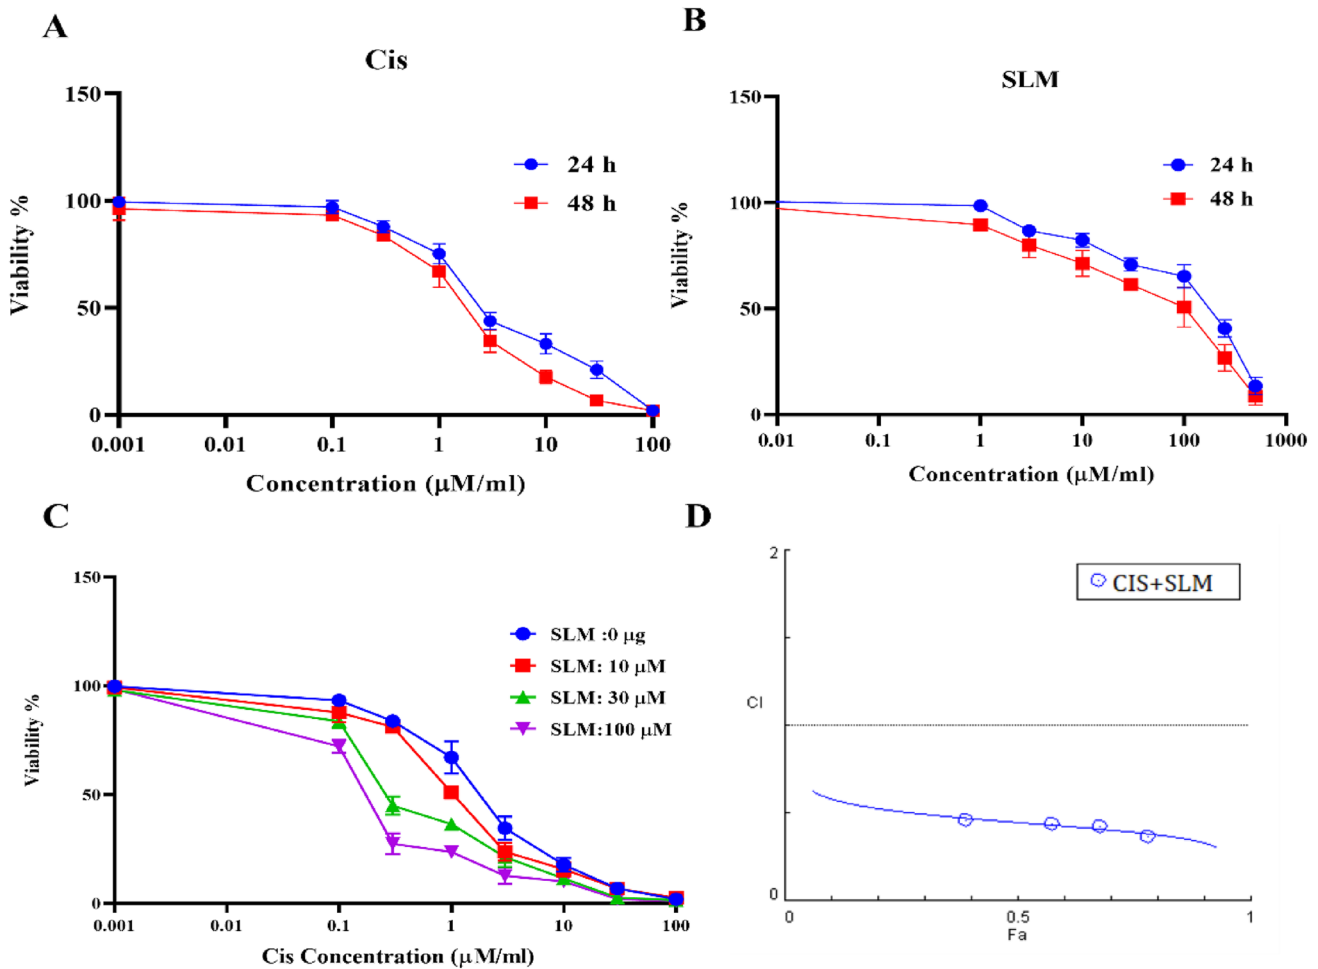 A
Cis
150
100
50
0
Viability %
24 h
48 h
0.001 0.01 0.1 1 10 100
Concentration (μM/ml)
B
SLM
150
100
50
0
Viability %
24 h
48 h
0.01 0.1 1 10 100 1000
Concentration (μM/ml)
C
150
100
50
0
Viability %
SLM :0 μg
SLM: 10 μM
SLM: 30 μM
SLM:100 μM
0.001 0.01 0.1 1 10 100
Cis Concentration (μM/ml)
D
2
CIS+SLM
CI
0
0 0.5 1
Fa